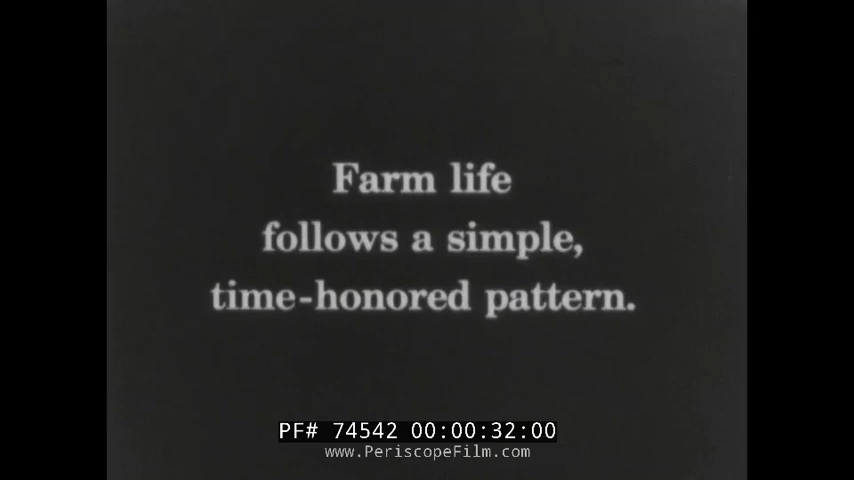 Farm life
follows a simple,
time-honored pattern.
PF# 74542 00:00:32:00
www.PeriscopeFilm.com